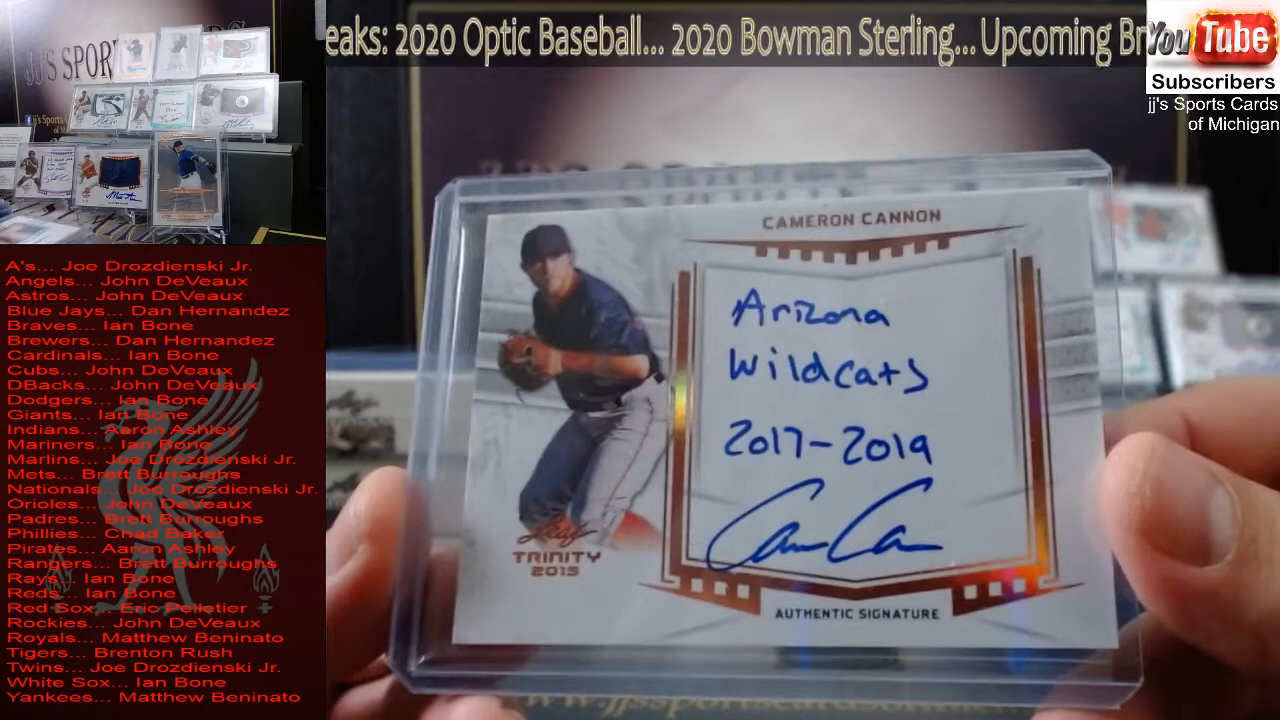 eaks: 2020 Optic Baseball... 2020 Bowman Sterling... Upcoming Br
You Tube
Subscribers
jj's Sports Cards
of Michigan
JJ'S SPOR
A's... Joe Drozdienski Jr.
Angels... John DeVeaux
Astros... John DeVeaux
Blue Jays... Dan Hernandez
Braves... Ian Bone
Brewers... Dan Hernandez
Cardinals... Ian Bone
Cubs... John DeVeaux
DBacks... John DeVeaux
Dodgers... Ian Bone
Giants... Ian Bone
Indians... Aaron Ashley
Mariners... Ian Bone
Marlins... Joe Drozdienski Jr.
Mets... Brett Burroughs
Nationals... Joe Drozdienski Jr.
Orioles... John DeVeaux
Padres... Brett Burroughs
Phillies... Chad Baker
Pirates... Aaron Ashley
Rangers... Brett Burroughs
Rays... Ian Bone
Reds... Ian Bone
Red Sox... Eric Pelletier
Rockies... John DeVeaux
Royals... Matthew Beninato
Tigers... Brenton Rush
Twins... Joe Drozdienski Jr.
White Sox... Ian Bone
Yankees... Matthew Beninato
CAMERON CANNON
Arizona
Wildcats
2017-2019
Leaf
TRINITY
2019
AUTHENTIC SIGNATURE